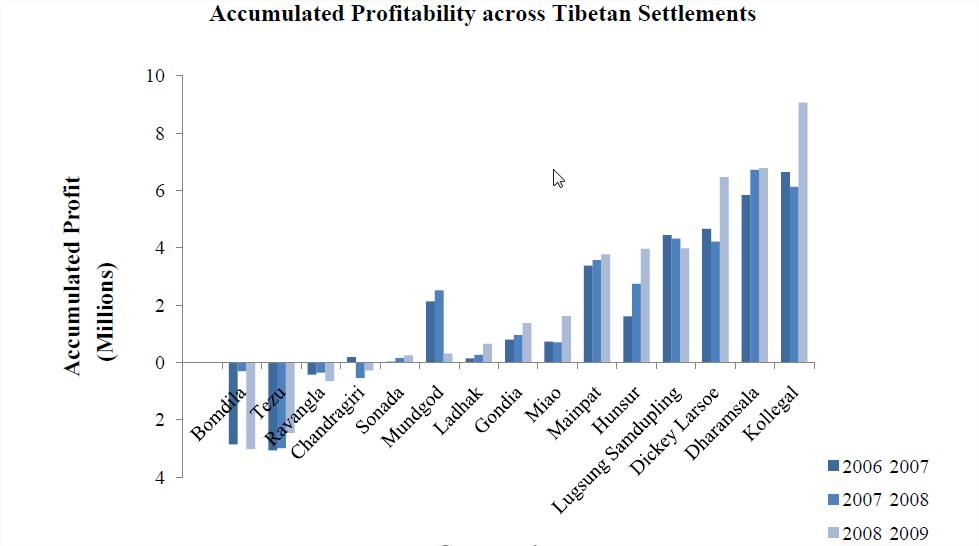 Accumulated Profitability across Tibetan Settlements
Accumulated Profit
(Millions)
10
8
6
4
2
0
2
4
Bomdila
Tezu
Ravangla
Chandragiri
Sonada
Mundgod
Ladhak
Gondia
Miao
Mainpat
Hunsur
Lugsung Samdupling
Dickey Larsoe
Dharamsala
Kollegal
2006 2007
2007 2008
2008 2009